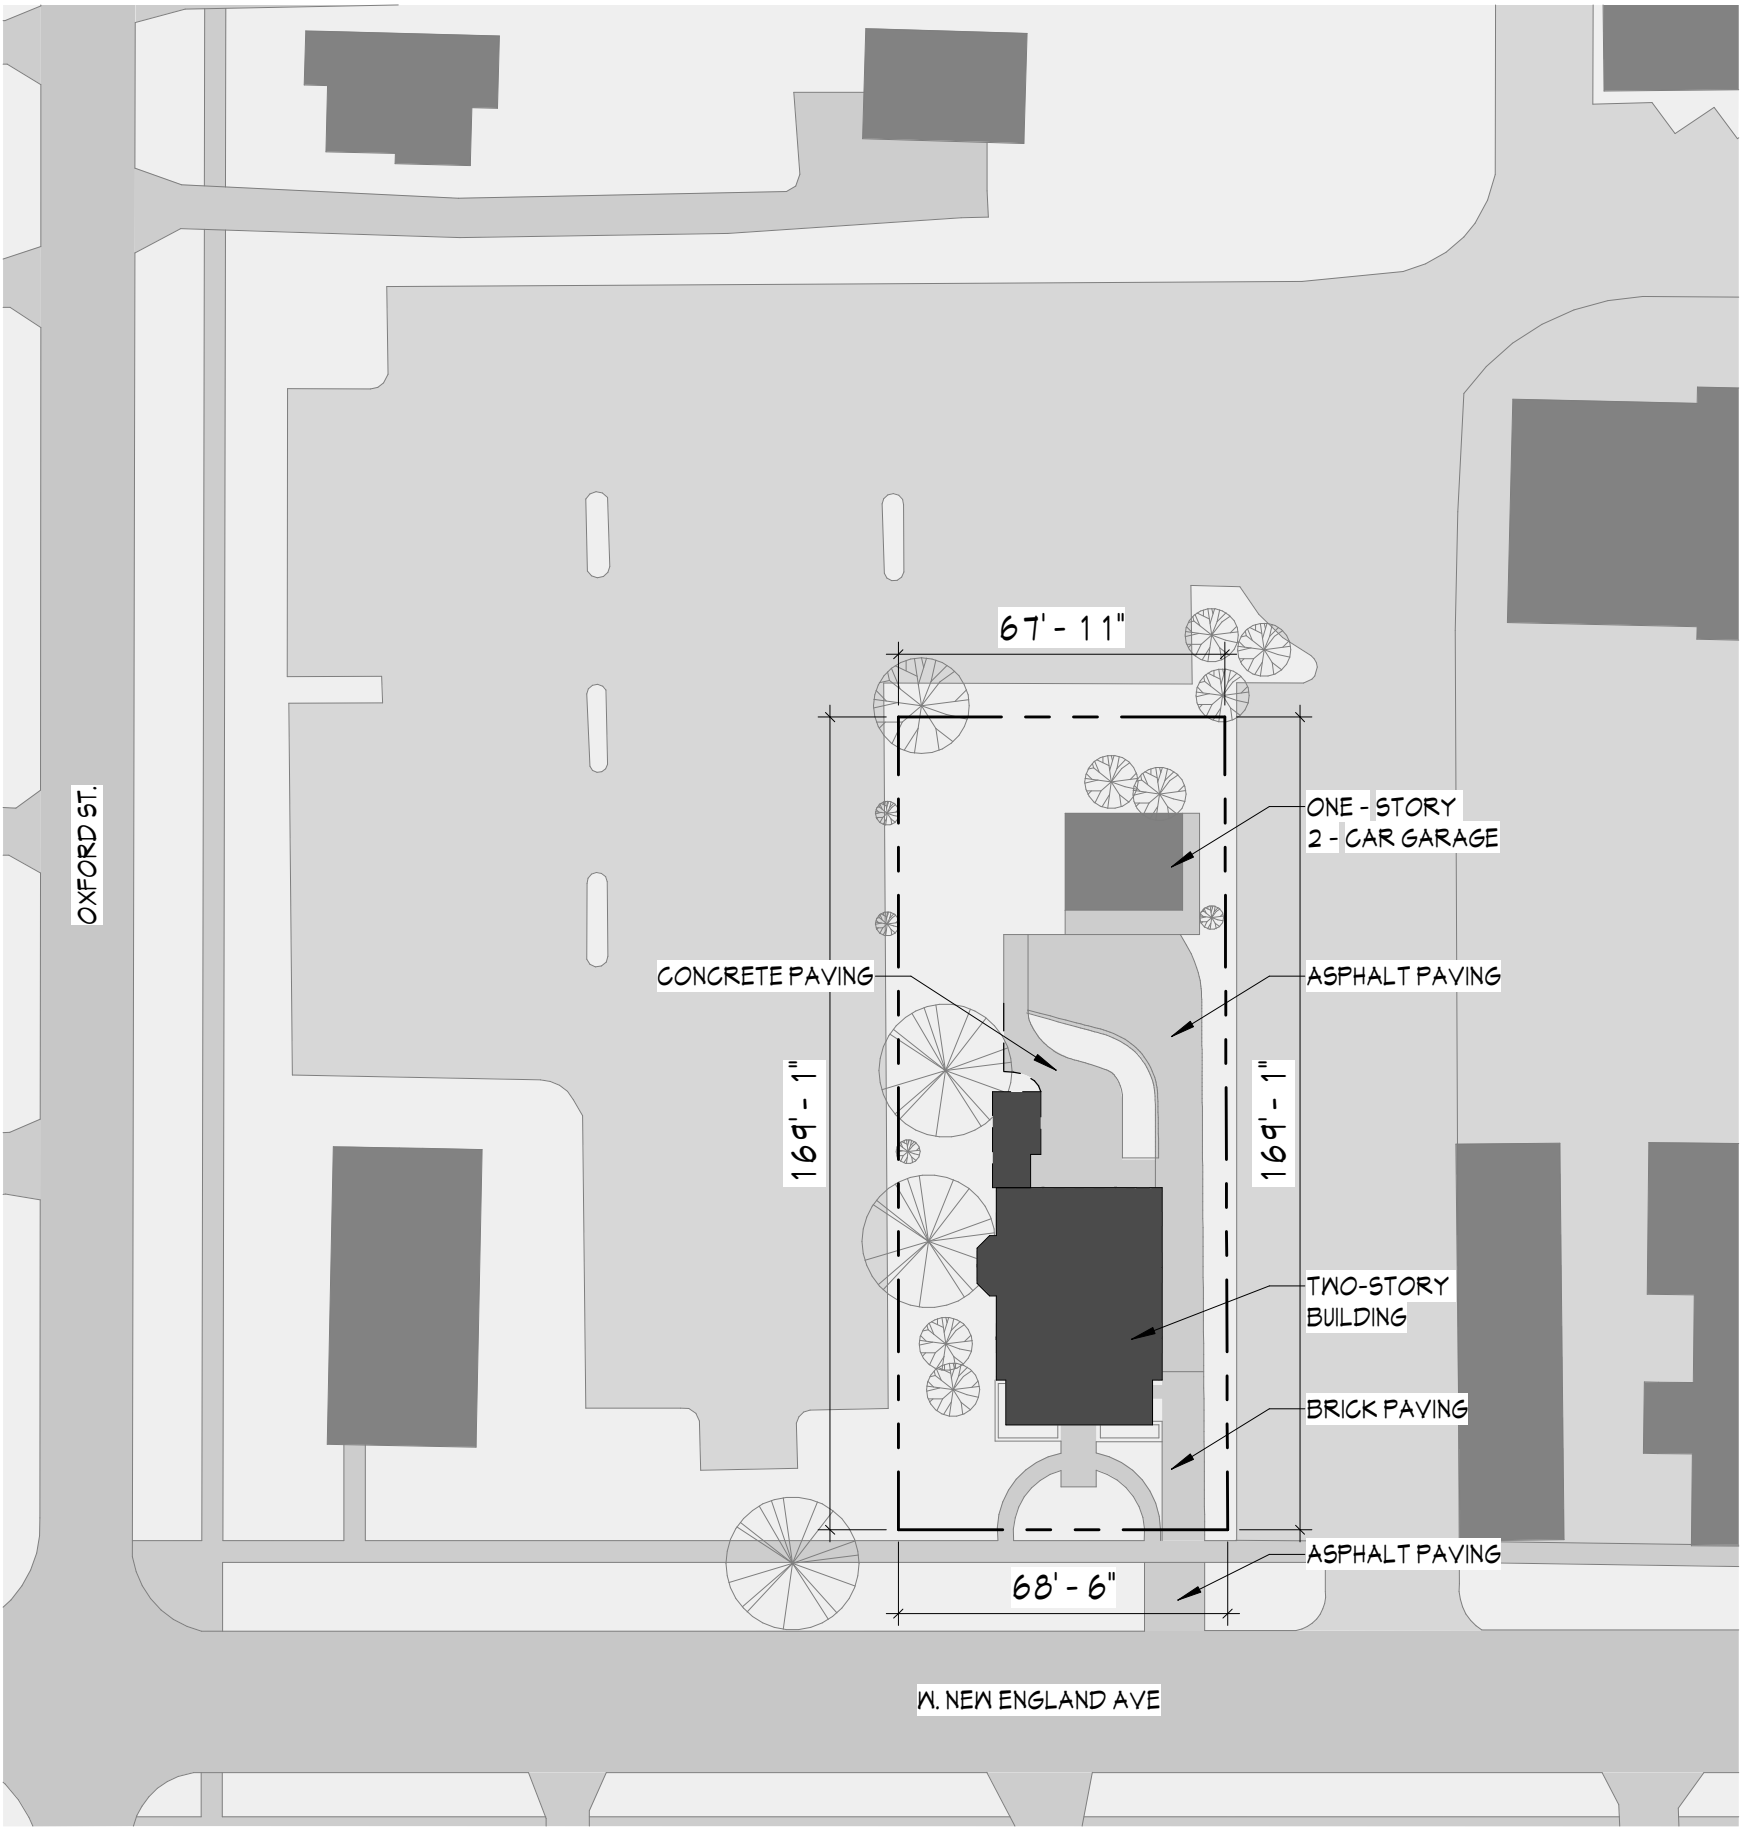 67' - 11"
ONE - STORY
2 - CAR GARAGE
OXFORD ST.
CONCRETE PAVING
ASPHALT PAVING
169' - 1"
169' - 1"
TWO-STORY
BUILDING
BRICK PAVING
ASPHALT PAVING
68' - 6"
W. NEW ENGLAND AVE